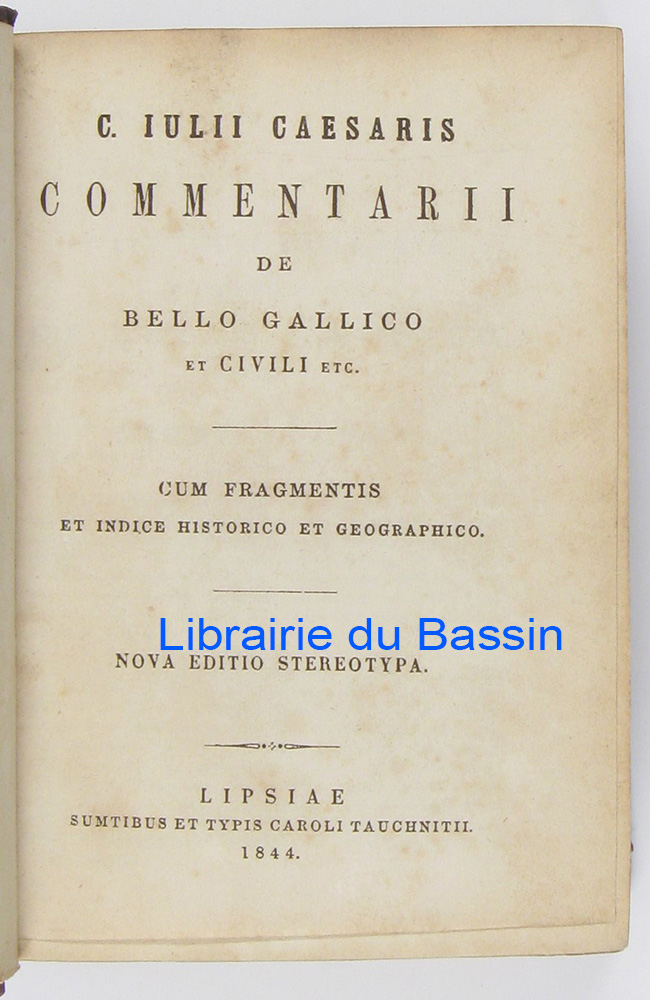 C. IULII CAESARIS
COMMENTARII
DE
BELLO GALLICO
ET CIVILI ETC.
CUM FRAGMENTIS
ET INDICE HISTORICO ET GEOGRAPHICO.
Librairie du Bassin
NOVA EDITIO STEREOTYPA.
LIPSIAE
SUMTIBUS ET TYPIS CAROLI TAUCHNITII.
1844.